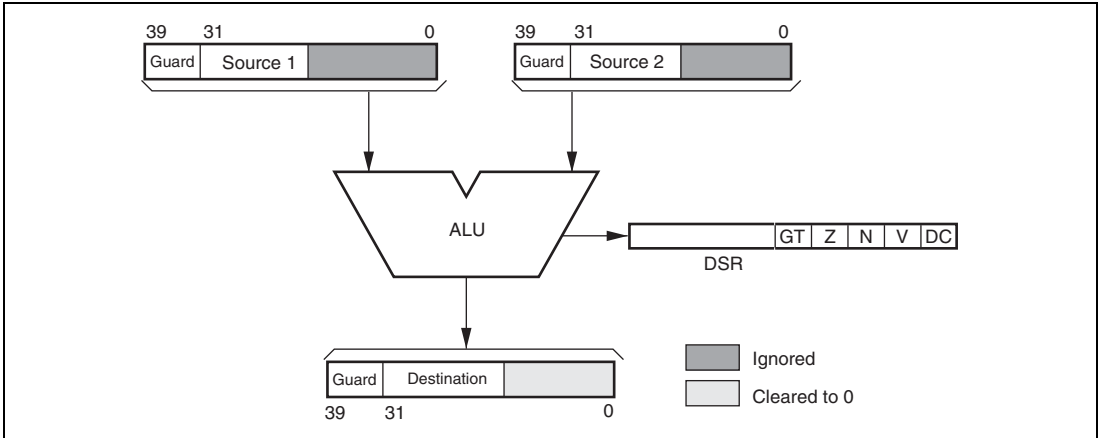 39 31 0
39 31 0
Guard Source 1
Guard Source 2
ALU
GT Z N V DC
DSR
Guard Destination
39 31 0
Ignored
Cleared to 0